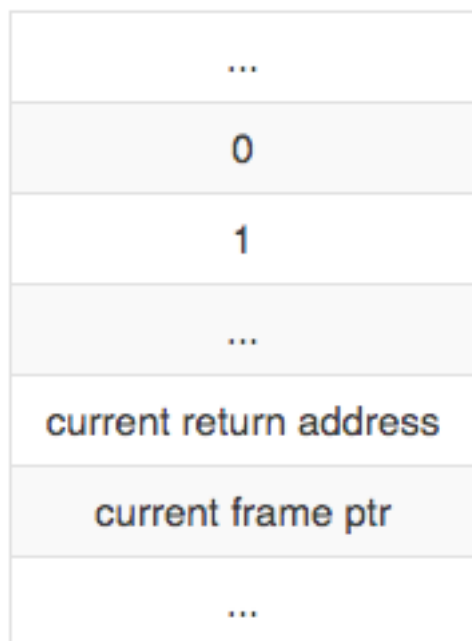 ...
0
1
...
current return address
current frame ptr
...